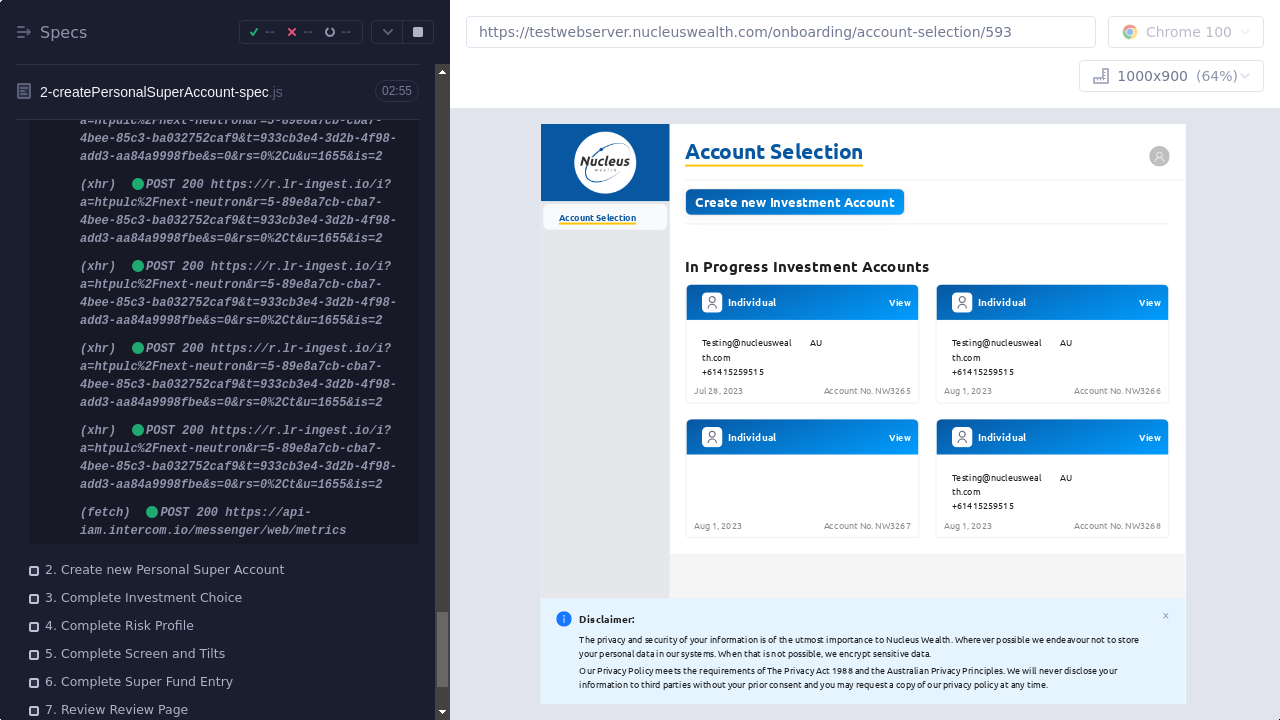 Specs
--
--
--
2-createPersonalSuperAccount-spec.js
02:55
a=htpulc%2Fnext-neutron&r=5-89e8a7cb-cba7-
4bee-85c3-ba032752caf9&t=933cb3e4-3d2b-4f98-
add3-aa84a9998fbe&s=0&rs=0%2Cu&u=1655&is=2
(xhr) POST 200 https://r.lr-ingest.io/i?
a=htpulc%2Fnext-neutron&r=5-89e8a7cb-cba7-
4bee-85c3-ba032752caf9&t=933cb3e4-3d2b-4f98-
add3-aa84a9998fbe&s=0&rs=0%2Ct&u=1655&is=2
(xhr) POST 200 https://r.lr-ingest.io/i?
a=htpulc%2Fnext-neutron&r=5-89e8a7cb-cba7-
4bee-85c3-ba032752caf9&t=933cb3e4-3d2b-4f98-
add3-aa84a9998fbe&s=0&rs=0%2Ct&u=1655&is=2
(xhr) POST 200 https://r.lr-ingest.io/i?
a=htpulc%2Fnext-neutron&r=5-89e8a7cb-cba7-
4bee-85c3-ba032752caf9&t=933cb3e4-3d2b-4f98-
add3-aa84a9998fbe&s=0&rs=0%2Ct&u=1655&is=2
(xhr) POST 200 https://r.lr-ingest.io/i?
a=htpulc%2Fnext-neutron&r=5-89e8a7cb-cba7-
4bee-85c3-ba032752caf9&t=933cb3e4-3d2b-4f98-
add3-aa84a9998fbe&s=0&rs=0%2Ct&u=1655&is=2
(fetch) POST 200 https://api-
iam.intercom.io/messenger/web/metrics
2. Create new Personal Super Account
3. Complete Investment Choice
4. Complete Risk Profile
5. Complete Screen and Tilts
6. Complete Super Fund Entry
7. Review Review Page
https://testwebserver.nucleuswealth.com/onboarding/account-selection/593
Chrome 100
1000x900 (64%)
Nucleus
Wealth
Account Selection
Account Selection
Create new Investment Account
In Progress Investment Accounts
Individual View
Testing@nucleusweal AU
th.com
+61415259515
Jul 28, 2023 Account No. NW3265
Individual View
Testing@nucleusweal AU
th.com
+61415259515
Aug 1, 2023 Account No. NW3266
Individual View
Aug 1, 2023 Account No. NW3267
Individual View
Testing@nucleusweal AU
th.com
+61415259515
Aug 1, 2023 Account No. NW3268
Disclaimer:
The privacy and security of your information is of the utmost importance to Nucleus Wealth. Wherever possible we endeavour not to store
your personal data in our systems. When that is not possible, we encrypt sensitive data.
Our Privacy Policy meets the requirements of The Privacy Act 1988 and the Australian Privacy Principles. We will never disclose your
information to third parties without your prior consent and you may request a copy of our privacy policy at any time.